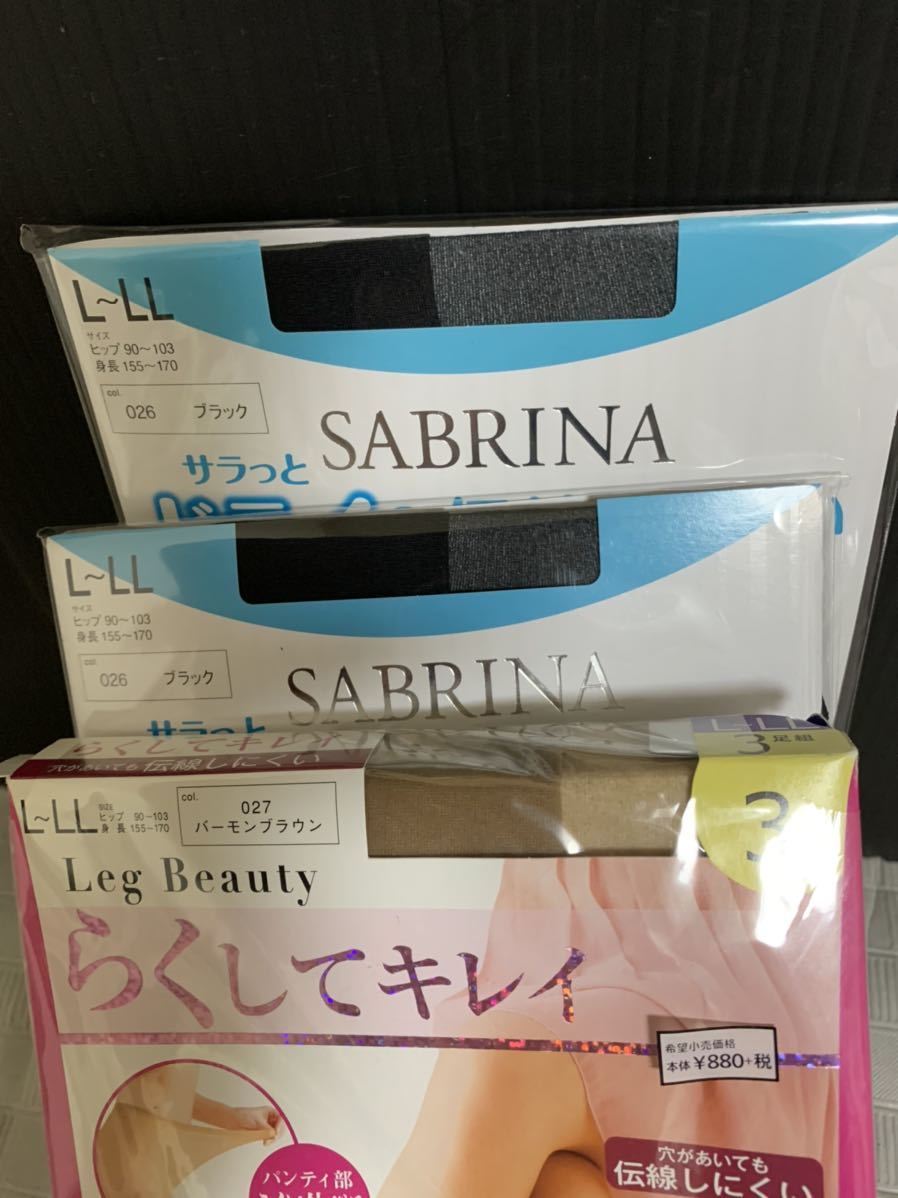 L~LL
サイズ
ヒップ 90~103
身長 155~170
col.
026 ブラック
SABRINA
サラっと
L~LL
サイズ
ヒップ 90~103
身長 155~170
col.
026 ブラック
SABRINA
サラっと
らくしてキレイ
穴があいても伝線しにくい
L-LL
3足組
3
L~LL
SIZE
ヒップ 90-103
身長 155-170
col.
027
バーモンブラウン
Leg Beauty
らくしてキレイ
希望小売価格
本体 ¥880+税
パンティ部
穴があいても
伝線しにくい